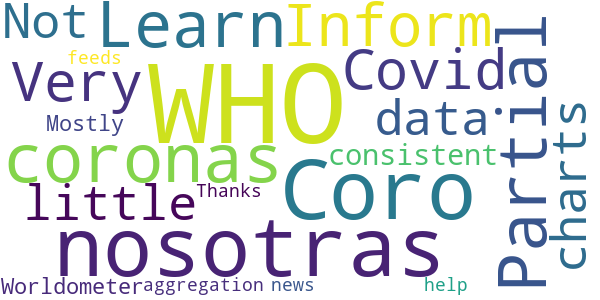 Not
Learn
Inform
feeds
Very
WHO
Covid
Partial
Mostly
data
charts
coronas
consistent
little
Thanks
Coro
nosotras
Worldometer
aggregation
news
help